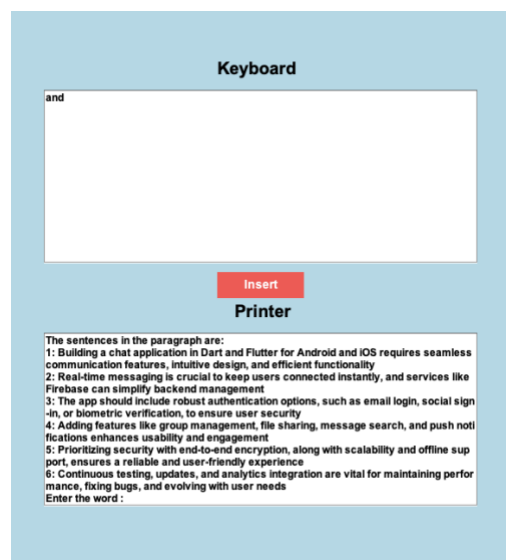 Keyboard
and
Insert
Printer
The sentences in the paragraph are:
1: Building a chat application in Dart and Flutter for Android and iOS requires seamless
communication features, intuitive design, and efficient functionality
2: Real-time messaging is crucial to keep users connected instantly, and services like
Firebase can simplify backend management
3: The app should include robust authentication options, such as email login, social sign
-in, or biometric verification, to ensure user security
4: Adding features like group management, file sharing, message search, and push noti
fications enhances usability and engagement
5: Prioritizing security with end-to-end encryption, along with scalability and offline sup
port, ensures a reliable and user-friendly experience
6: Continuous testing, updates, and analytics integration are vital for maintaining perfor
mance, fixing bugs, and evolving with user needs
Enter the word :